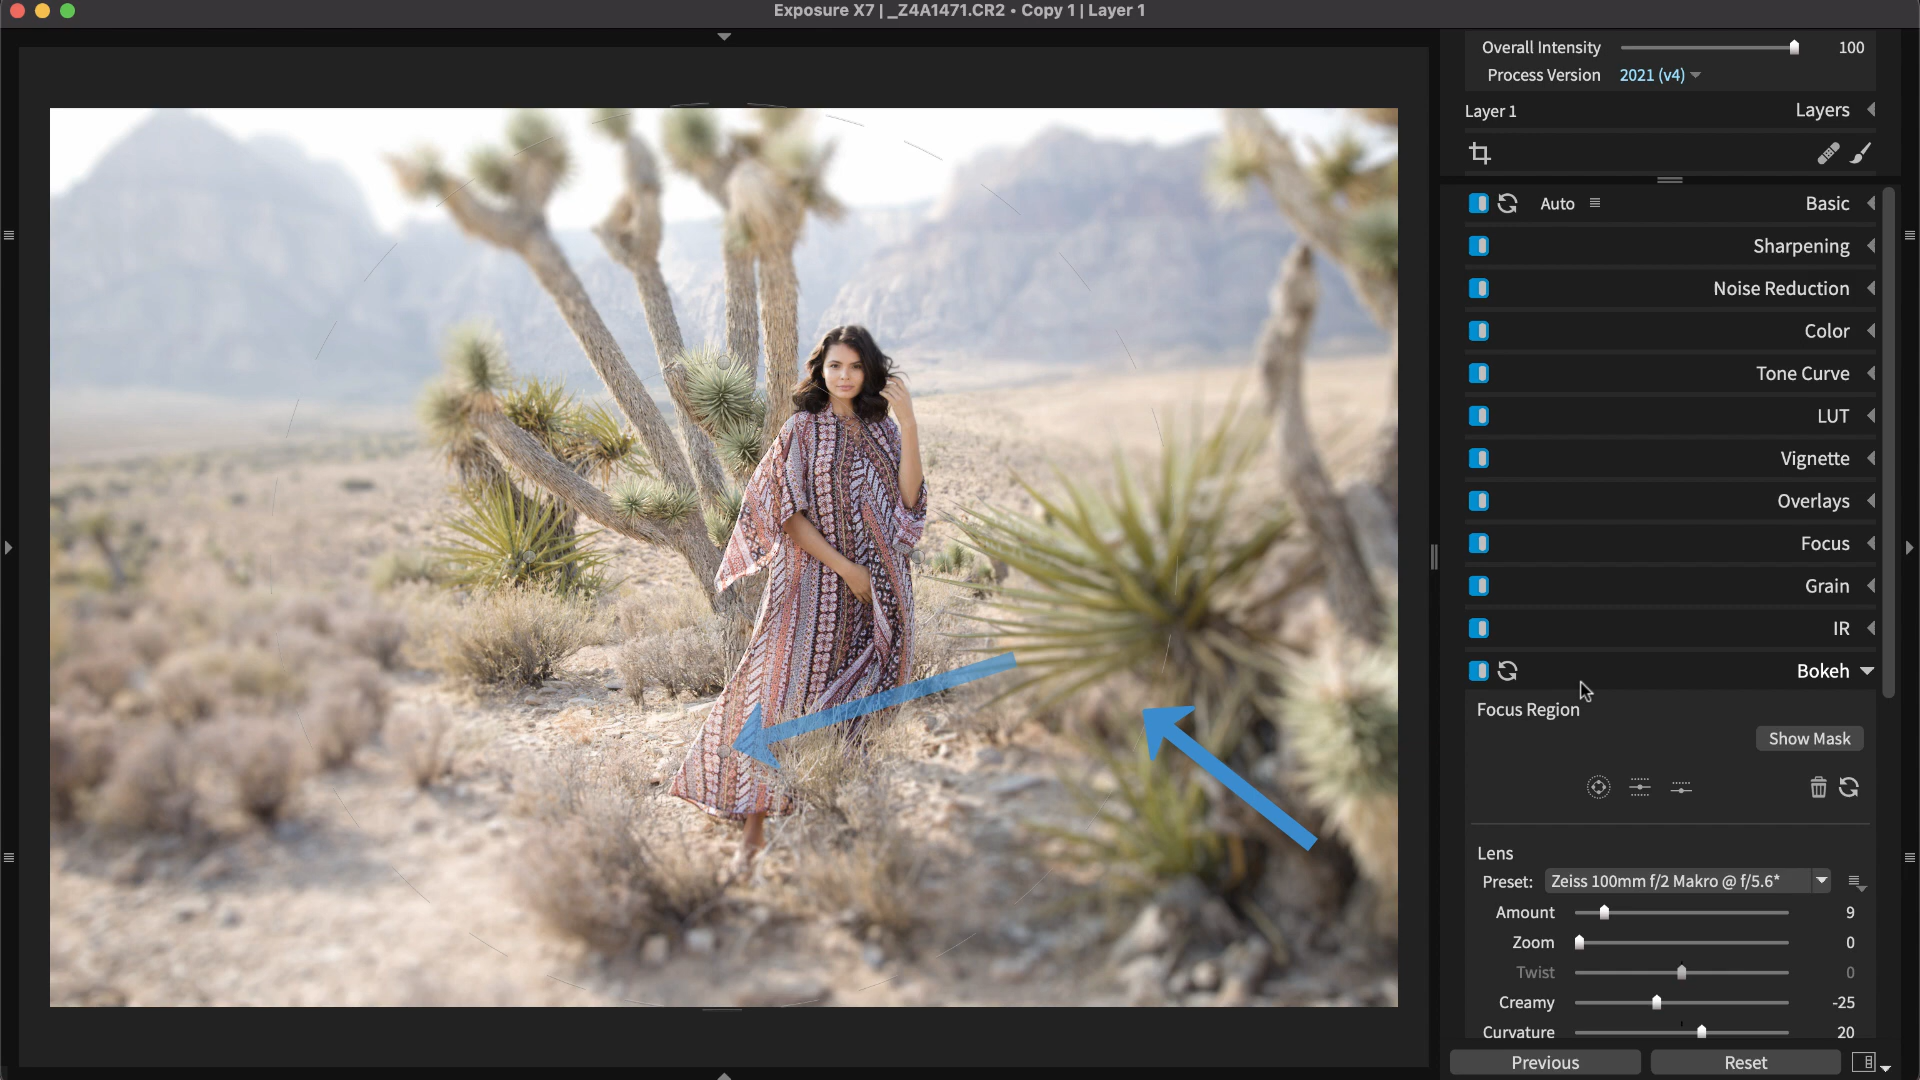 Exposure X7 | _Z4A1471.CR2 • Copy 1 | Layer 1
Overall Intensity 100
Process Version 2021 (v4)
Layer 1 Layers
Auto Basic
Sharpening
Noise Reduction
Color
Tone Curve
LUT
Vignette
Overlays
Focus
Grain
IR
Bokeh
Focus Region
Show Mask
Lens
Preset: Zeiss 100mm f/2 Makro @ f/5.6*
Amount 9
Zoom 0
Twist 0
Creamy -25
Curvature 20
Previous Reset